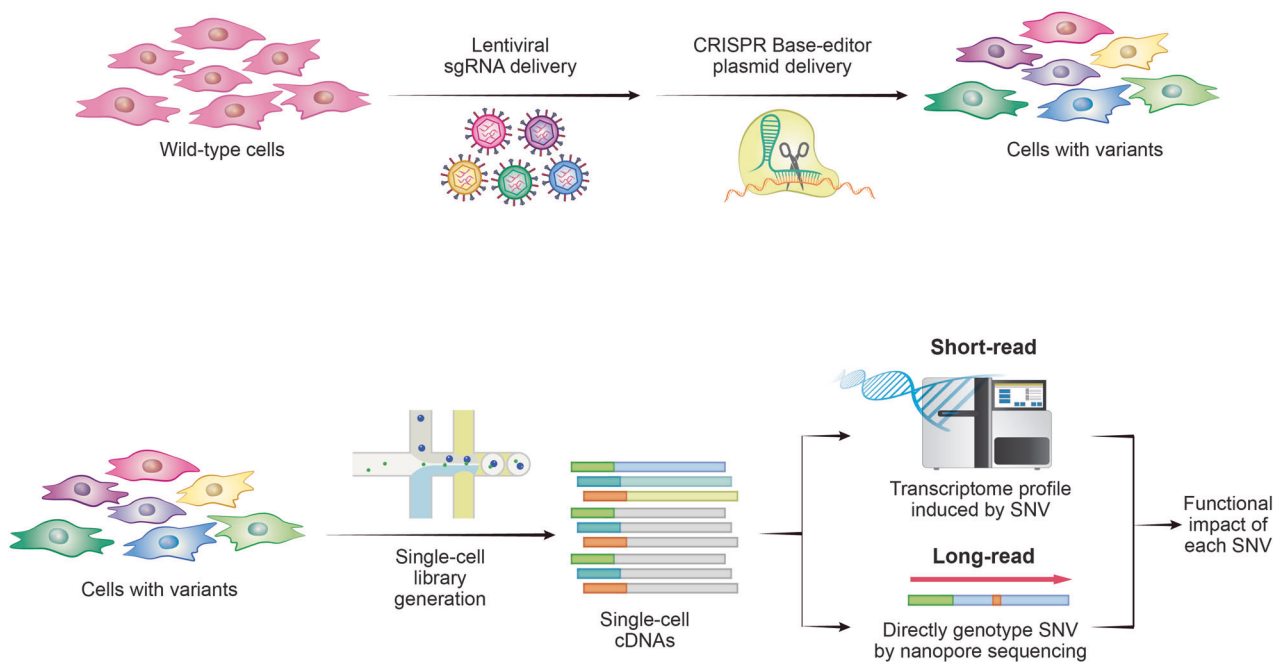 Lentiviral
sgRNA delivery
CRISPR Base-editor
plasmid delivery
Wild-type cells
Cells with variants
Short-read
Transcriptome profile
induced by SNV
Functional
impact of
each SNV
Single-cell
library
generation
Cells with variants
Single-cell
cDNAs
Long-read
Directly genotype SNV
by nanopore sequencing